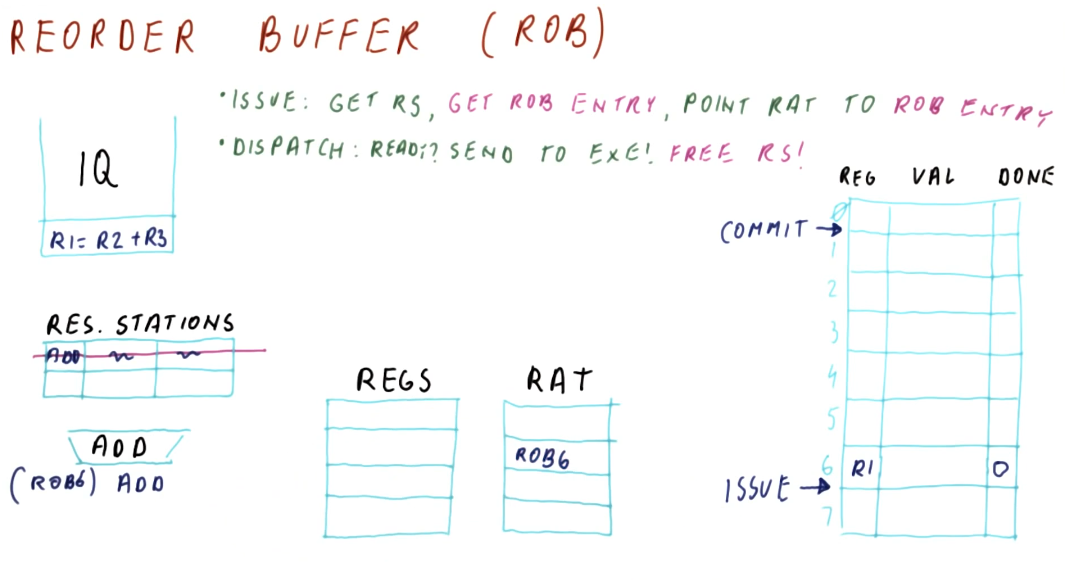 REORDER BUFFER (ROB)
• ISSUE: GET RS, GET ROB ENTRY, POINT RAT TO ROB ENTRY
• DISPATCH: READY? SEND TO EXE! FREE RS!
IQ
R1= R2 +R3
RES. STATIONS
ADD ~ ~
ADD
(ROB6) ADD
REGS
RAT
ROB6
REG VAL DONE
COMMIT →
0
1
2
3
4
5
6 R1 0
ISSUE →
7